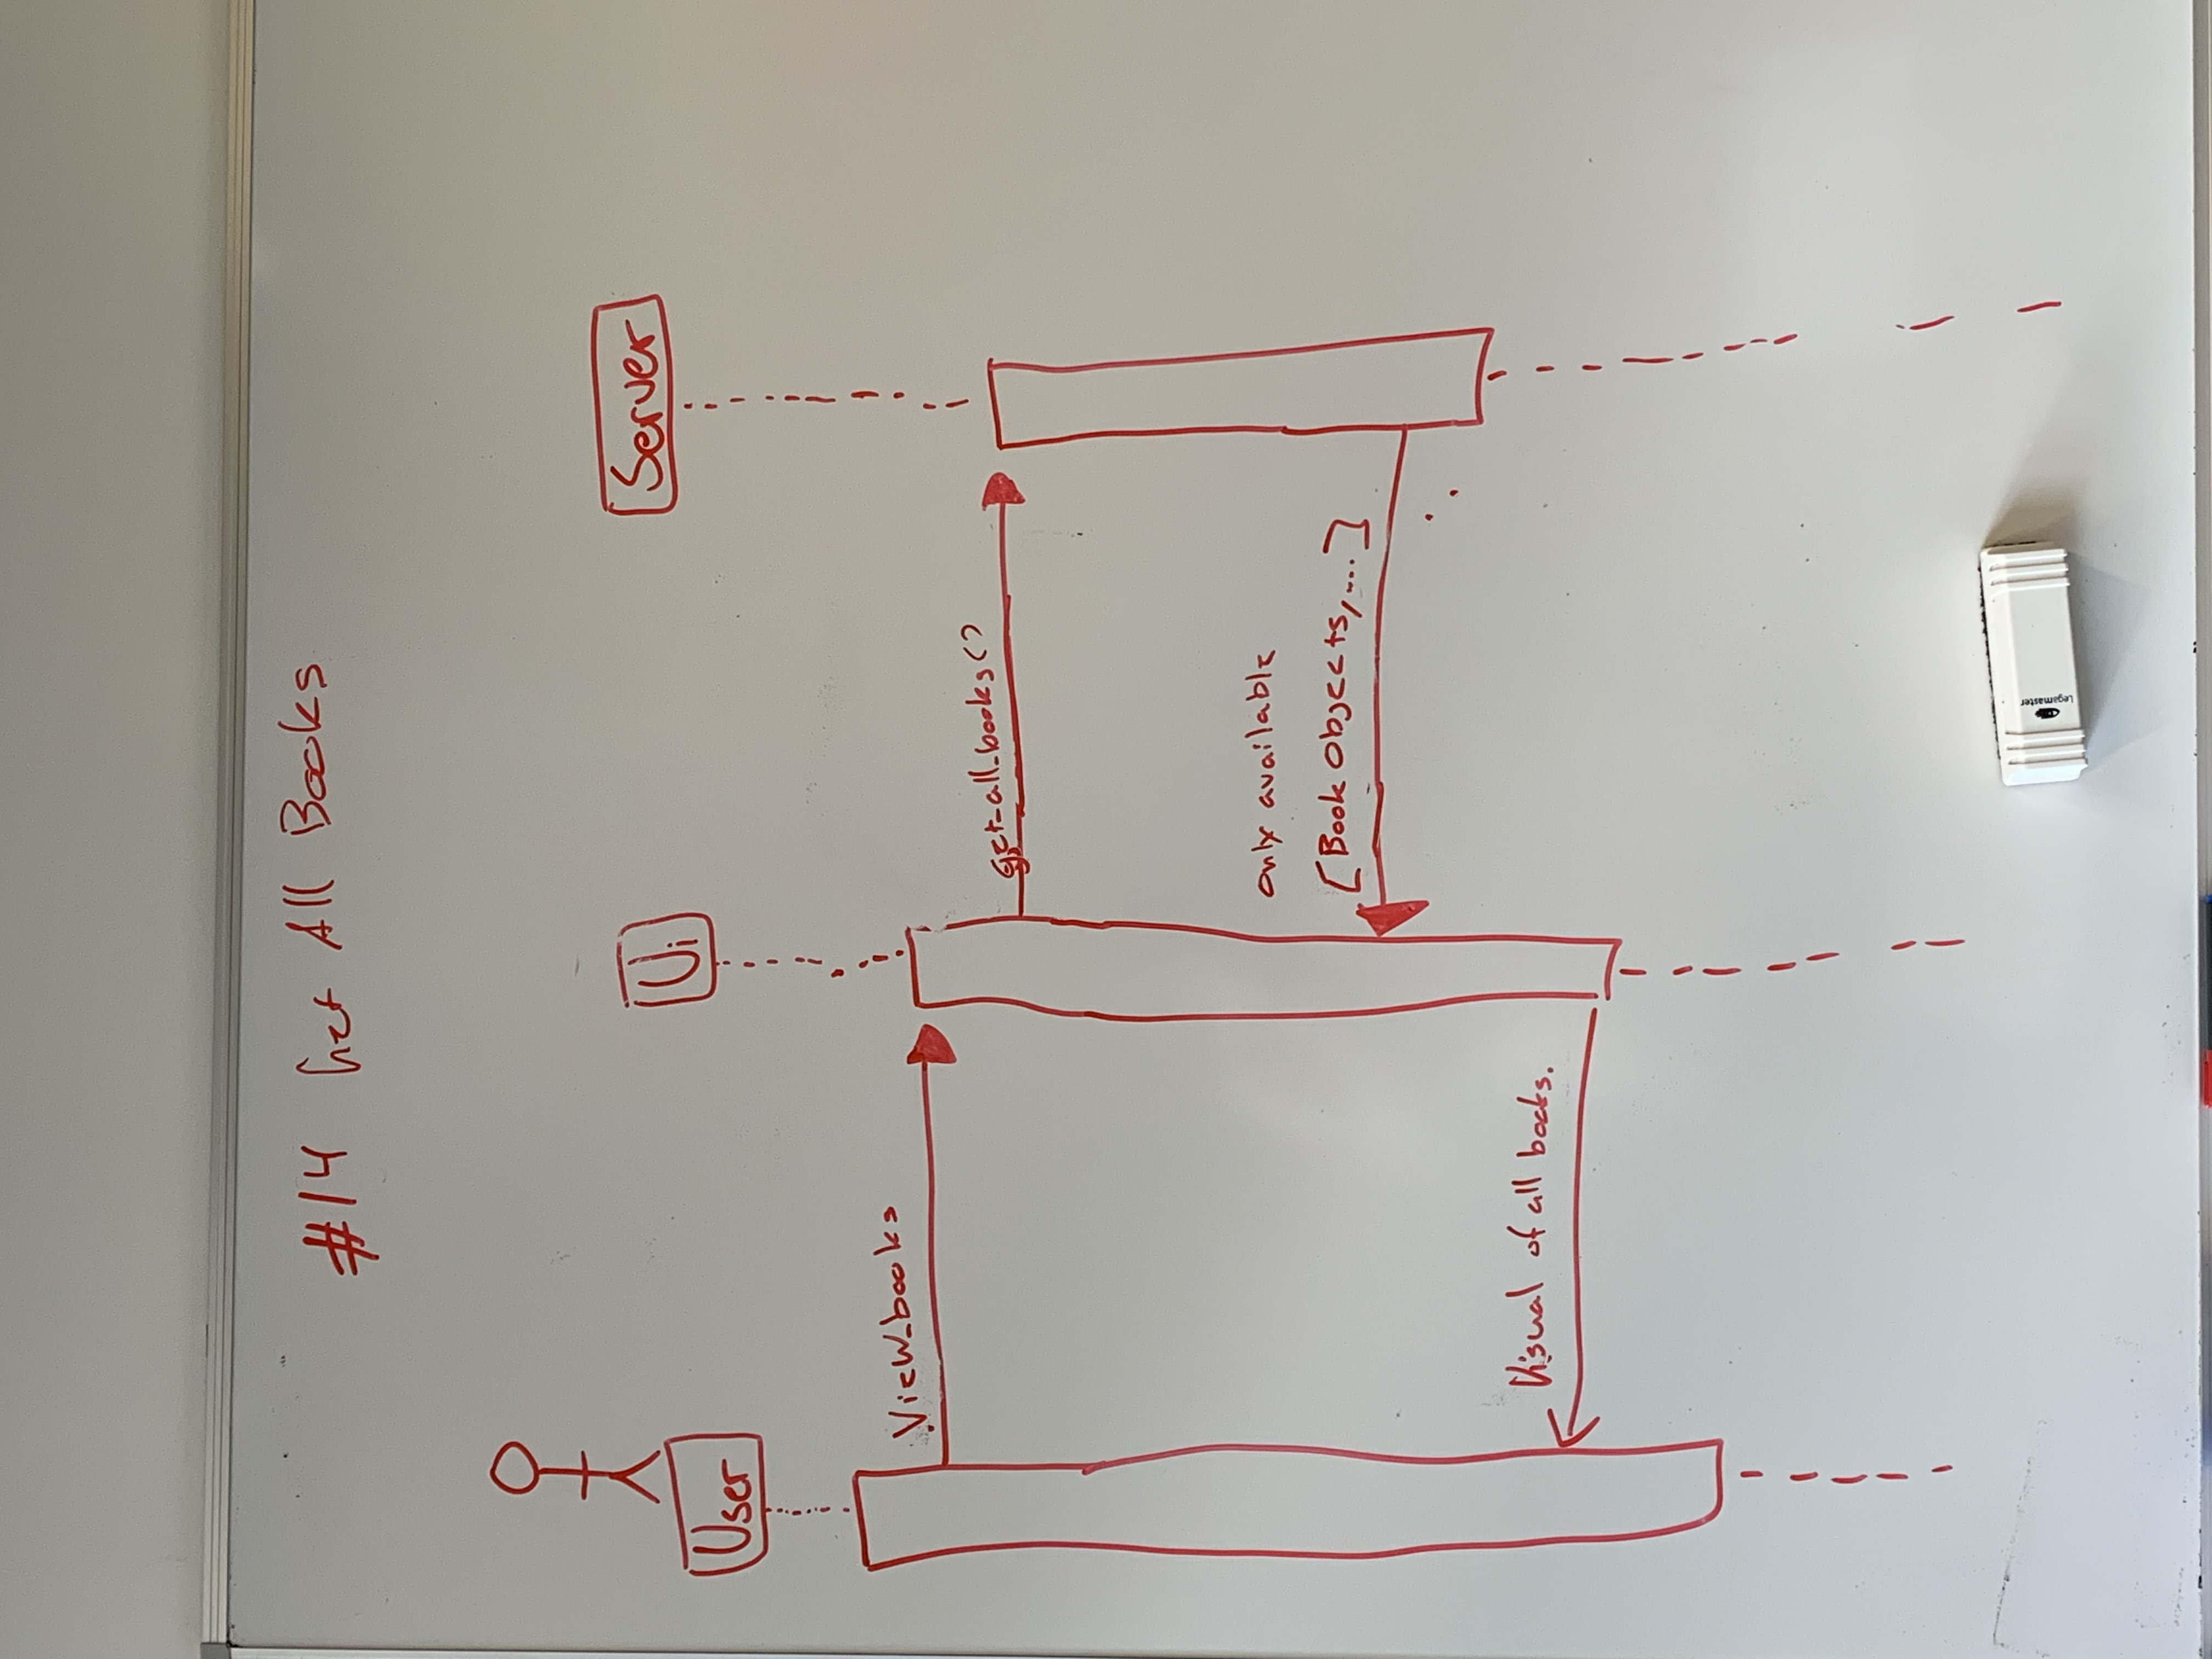 #14 Get All Books
User
Ui
Server
View_books
get_all_books()
only available
[Book Objects,....]
Visual of all books.
Legamaster